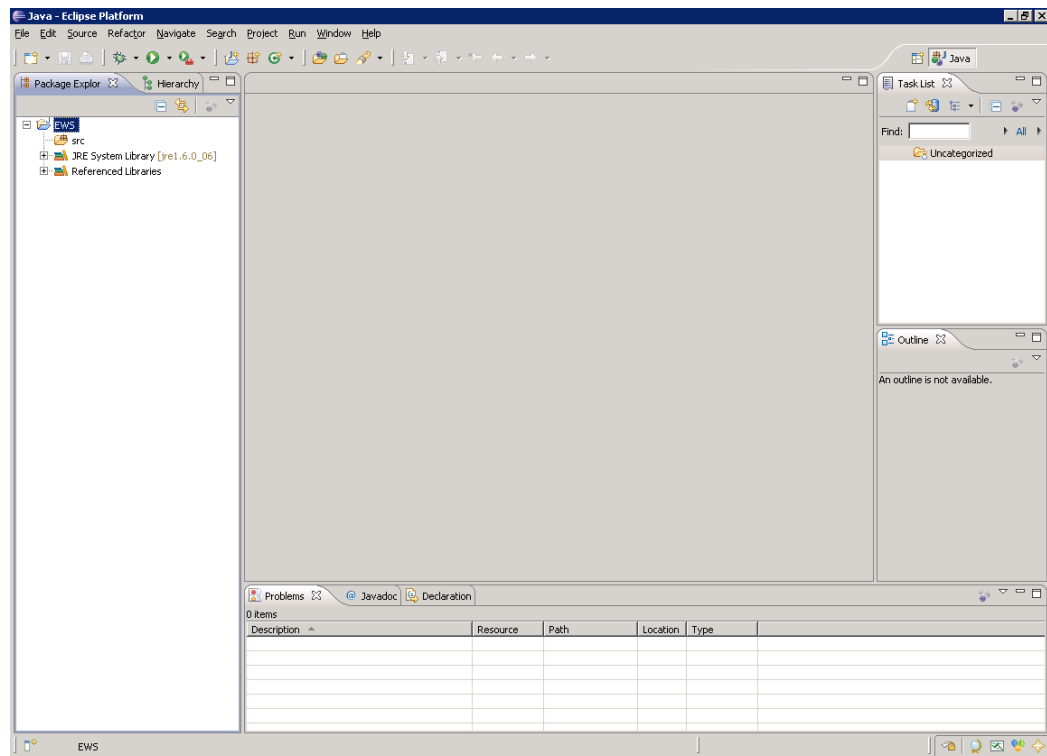 Java - Eclipse Platform
File Edit Source Refactor Navigate Search Project Run Window Help
Java
Package Explor Hierarchy
Task List
EWS
src
JRE System Library [jre1.6.0_06]
Referenced Libraries
Find: All
Uncategorized
Outline
An outline is not available.
Problems @ Javadoc Declaration
0 items
Description Resource Path Location Type
EWS